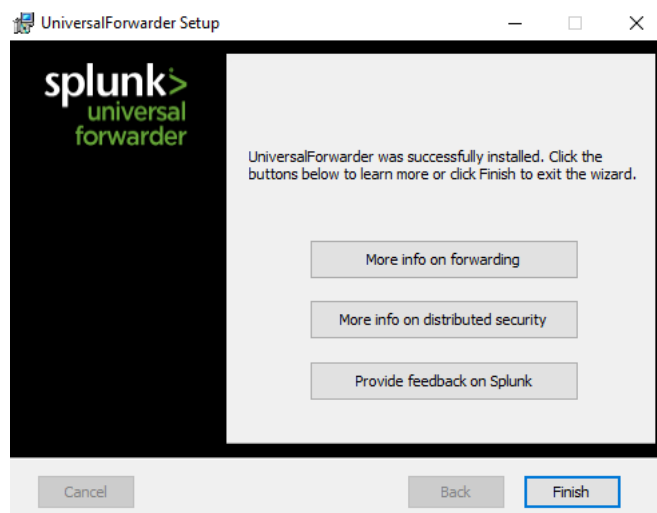 UniversalForwarder Setup
splunk>
universal
forwarder
UniversalForwarder was successfully installed. Click the
buttons below to learn more or click Finish to exit the wizard.
More info on forwarding
More info on distributed security
Provide feedback on Splunk
Cancel
Back
Finish